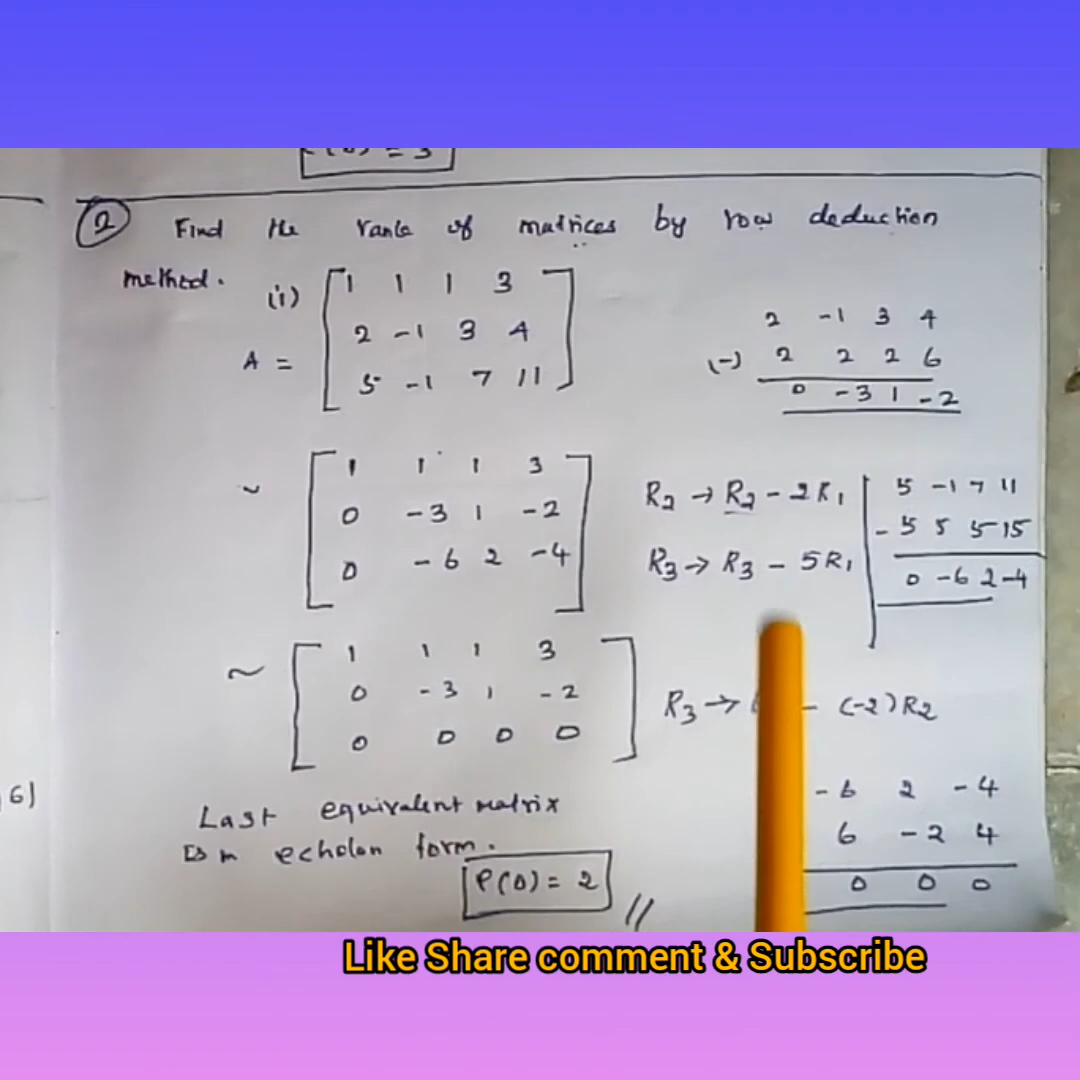 ② Find the rank of matrices by row deduction
method.
(i)
A =
1 1 1 3
2 -1 3 4
5 -1 7 11
2 -1 3 4
(-) 2 2 2 6
0 -3 1 -2
~
1 1 1 3
0 -3 1 -2
0 -6 2 -4
R2 → R2 - 2R1
R3 → R3 - 5R1
5 -1 7 11
- 5 5 5 15
0 -6 2 -4
~
1 1 1 3
0 -3 1 -2
0 0 0 0
R3 → - (-2)R2
-6 2 -4
6 -2 4
0 0 0
6)
Last equivalent matrix
Is in echolon form.
P(A) = 2 //
Like Share comment & Subscribe